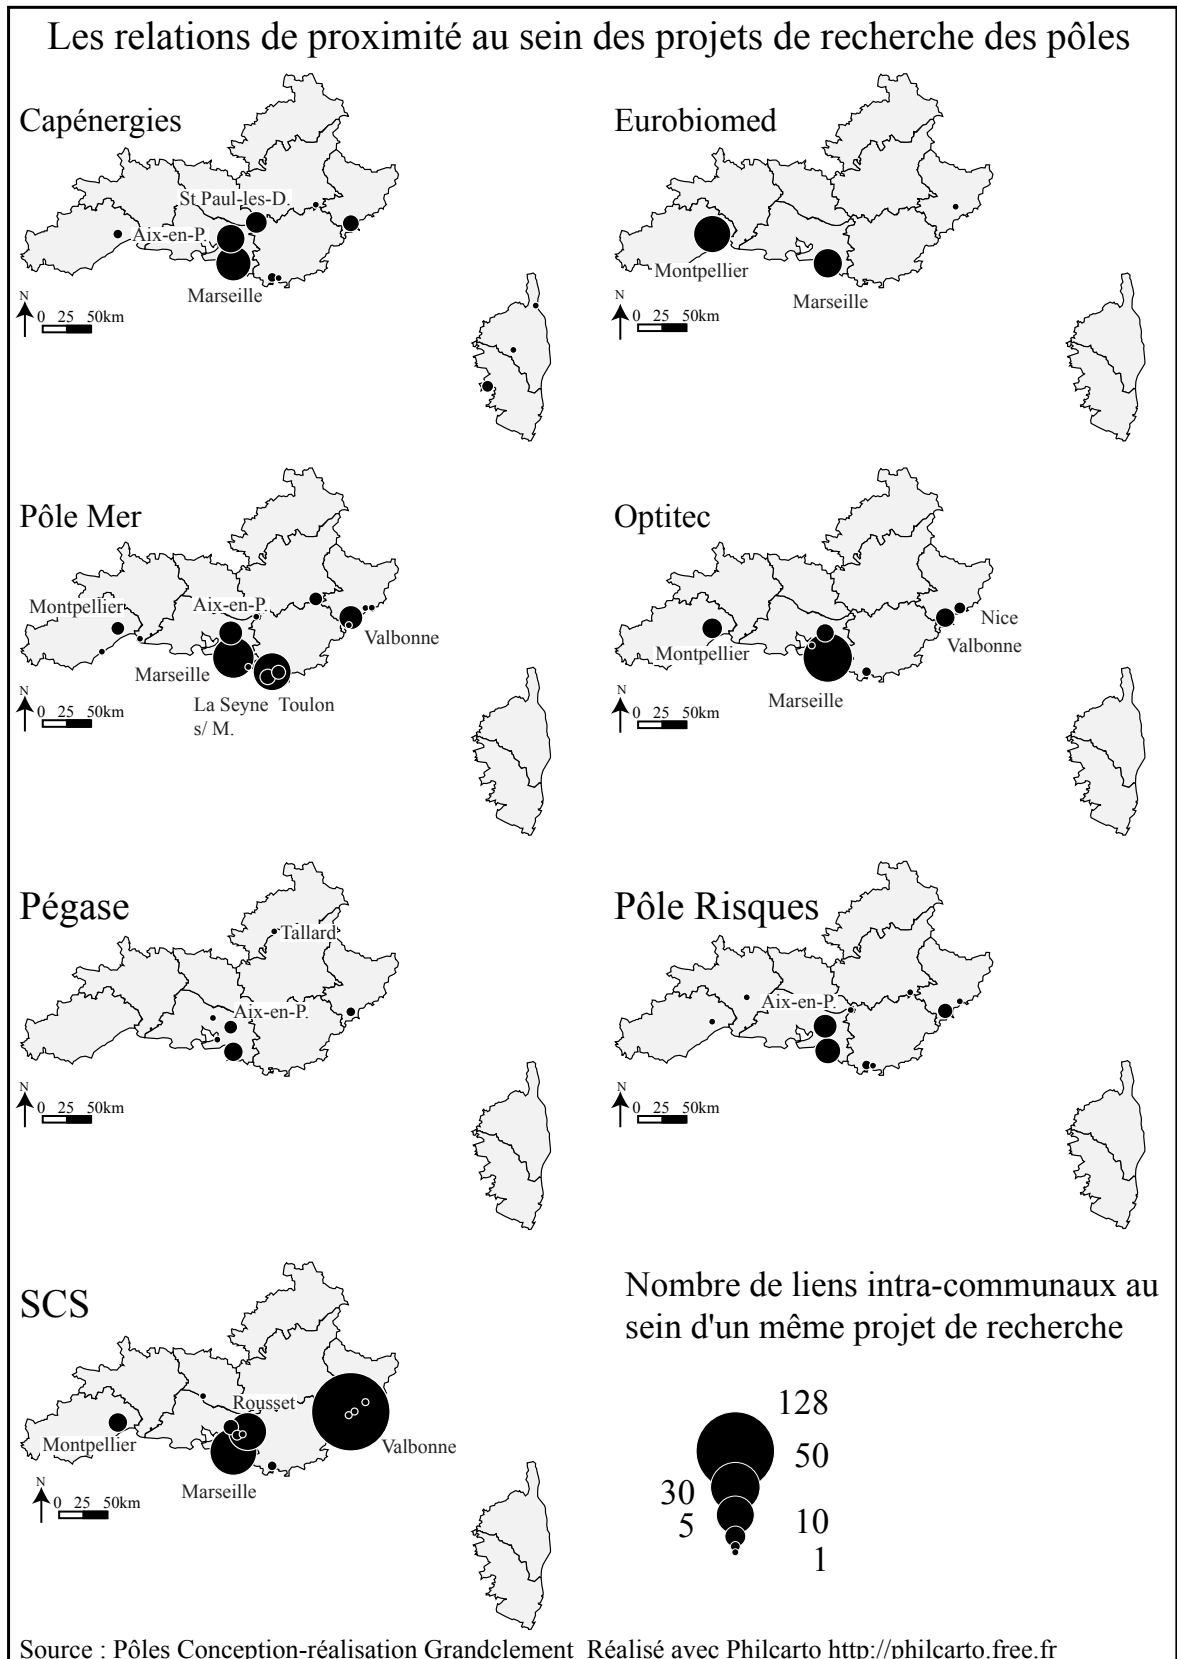 Les relations de proximité au sein des projets de recherche des pôles
Capénergies
St Paul-les-D.
Aix-en-P.
Marseille
N
0 25 50km
Eurobiomed
Montpellier
Marseille
N
0 25 50km
Pôle Mer
Montpellier
Aix-en-P.
Valbonne
Marseille
La Seyne
s/ M.
Toulon
N
0 25 50km
Optitec
Nice
Valbonne
Montpellier
Marseille
N
0 25 50km
Pégase
Tallard
Aix-en-P.
N
0 25 50km
Pôle Risques
Aix-en-P.
N
0 25 50km
SCS
Rousset
Montpellier
Valbonne
Marseille
N
0 25 50km
Nombre de liens intra-communaux au
sein d'un même projet de recherche
128
50
30
5
10
1
Source : Pôles Conception-réalisation Grandclement Réalisé avec Philcarto http://philcarto.free.fr